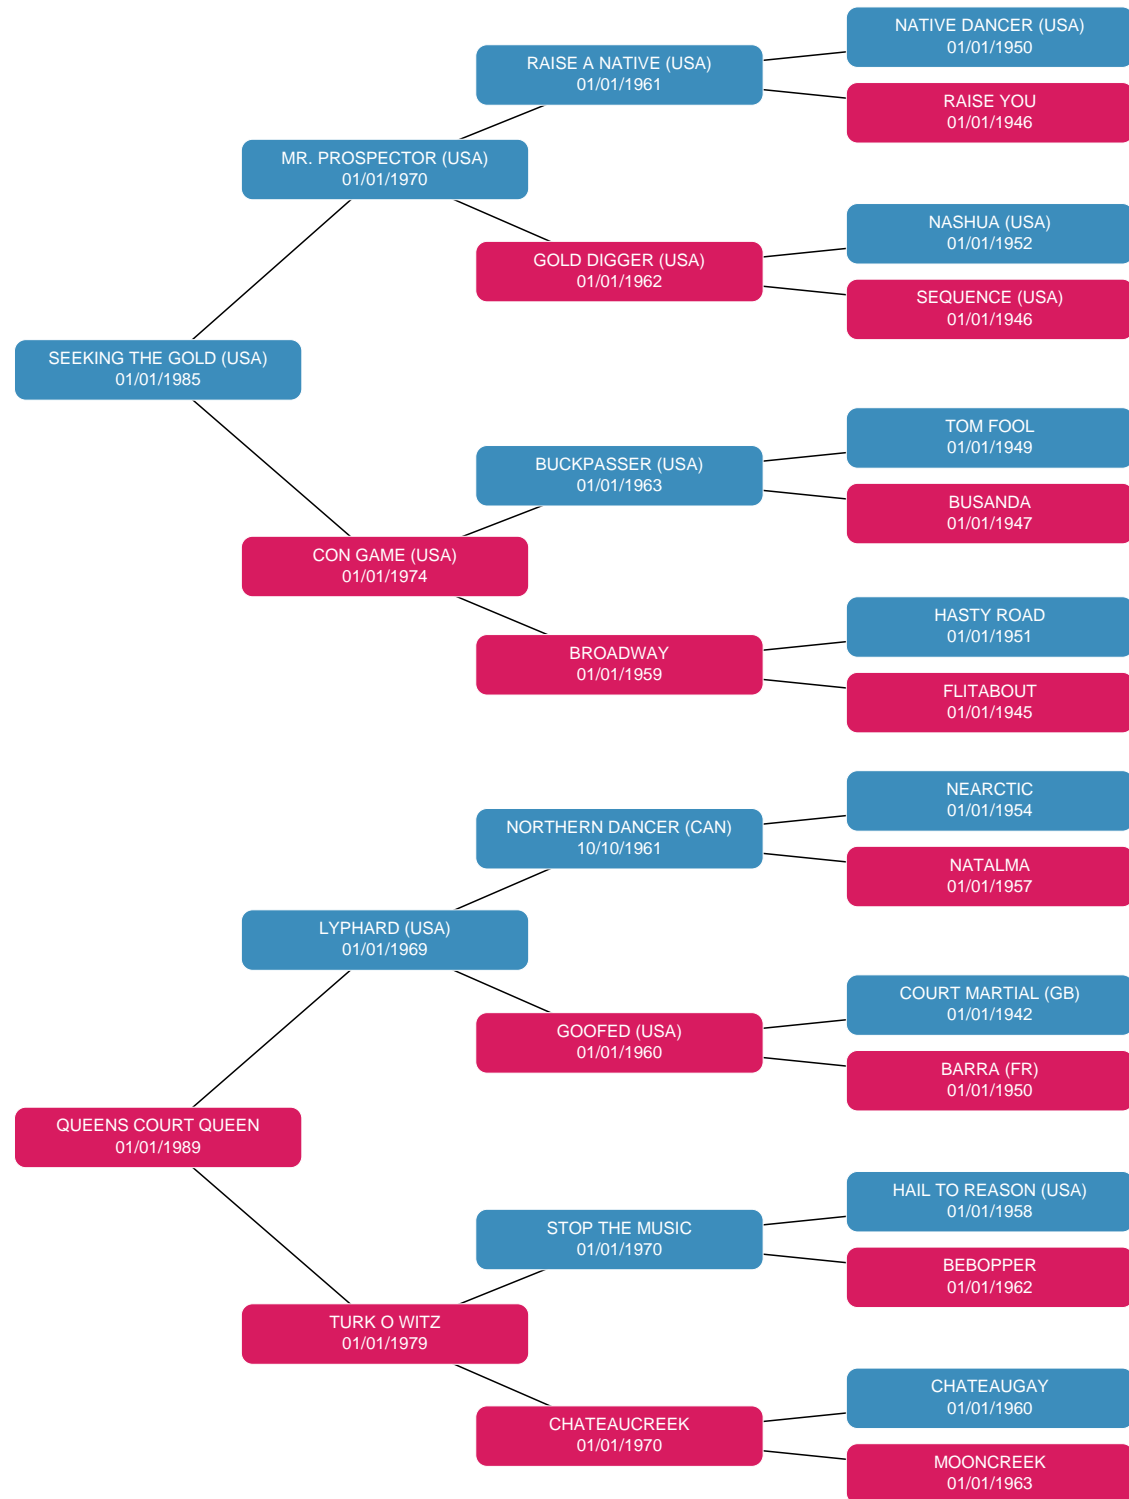 NATIVE DANCER (USA)
01/01/1950
RAISE A NATIVE (USA)
01/01/1961
RAISE YOU
01/01/1946
MR. PROSPECTOR (USA)
01/01/1970
NASHUA (USA)
01/01/1952
GOLD DIGGER (USA)
01/01/1962
SEQUENCE (USA)
01/01/1946
SEEKING THE GOLD (USA)
01/01/1985
TOM FOOL
01/01/1949
BUCKPASSER (USA)
01/01/1963
BUSANDA
01/01/1947
CON GAME (USA)
01/01/1974
HASTY ROAD
01/01/1951
BROADWAY
01/01/1959
FLITABOUT
01/01/1945
NEARCTIC
01/01/1954
NORTHERN DANCER (CAN)
10/10/1961
NATALMA
01/01/1957
LYPHARD (USA)
01/01/1969
COURT MARTIAL (GB)
01/01/1942
GOOFED (USA)
01/01/1960
BARRA (FR)
01/01/1950
QUEENS COURT QUEEN
01/01/1989
HAIL TO REASON (USA)
01/01/1958
STOP THE MUSIC
01/01/1970
BEBOPPER
01/01/1962
TURK O WITZ
01/01/1979
CHATEAUGAY
01/01/1960
CHATEAUCREEK
01/01/1970
MOONCREEK
01/01/1963